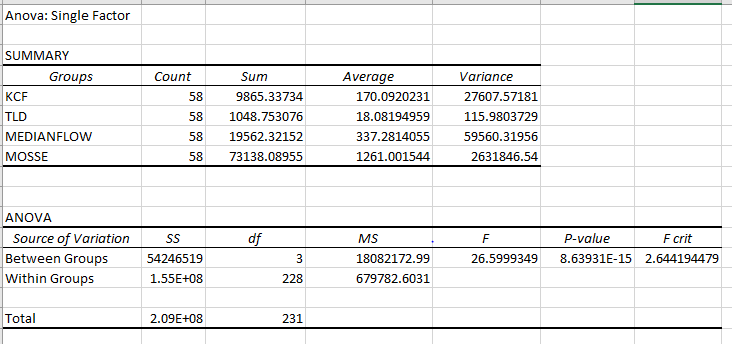 Anova: Single Factor
SUMMARY
Groups Count Sum Average Variance
KCF 58 9865.33734 170.0920231 27607.57181
TLD 58 1048.753076 18.08194959 115.9803729
MEDIANFLOW 58 19562.32152 337.2814055 59560.31956
MOSSE 58 73138.08955 1261.001544 2631846.54
ANOVA
Source of Variation SS df MS F P-value F crit
Between Groups 54246519 3 18082172.99 26.5999349 8.63931E-15 2.644194479
Within Groups 1.55E+08 228 679782.6031
Total 2.09E+08 231